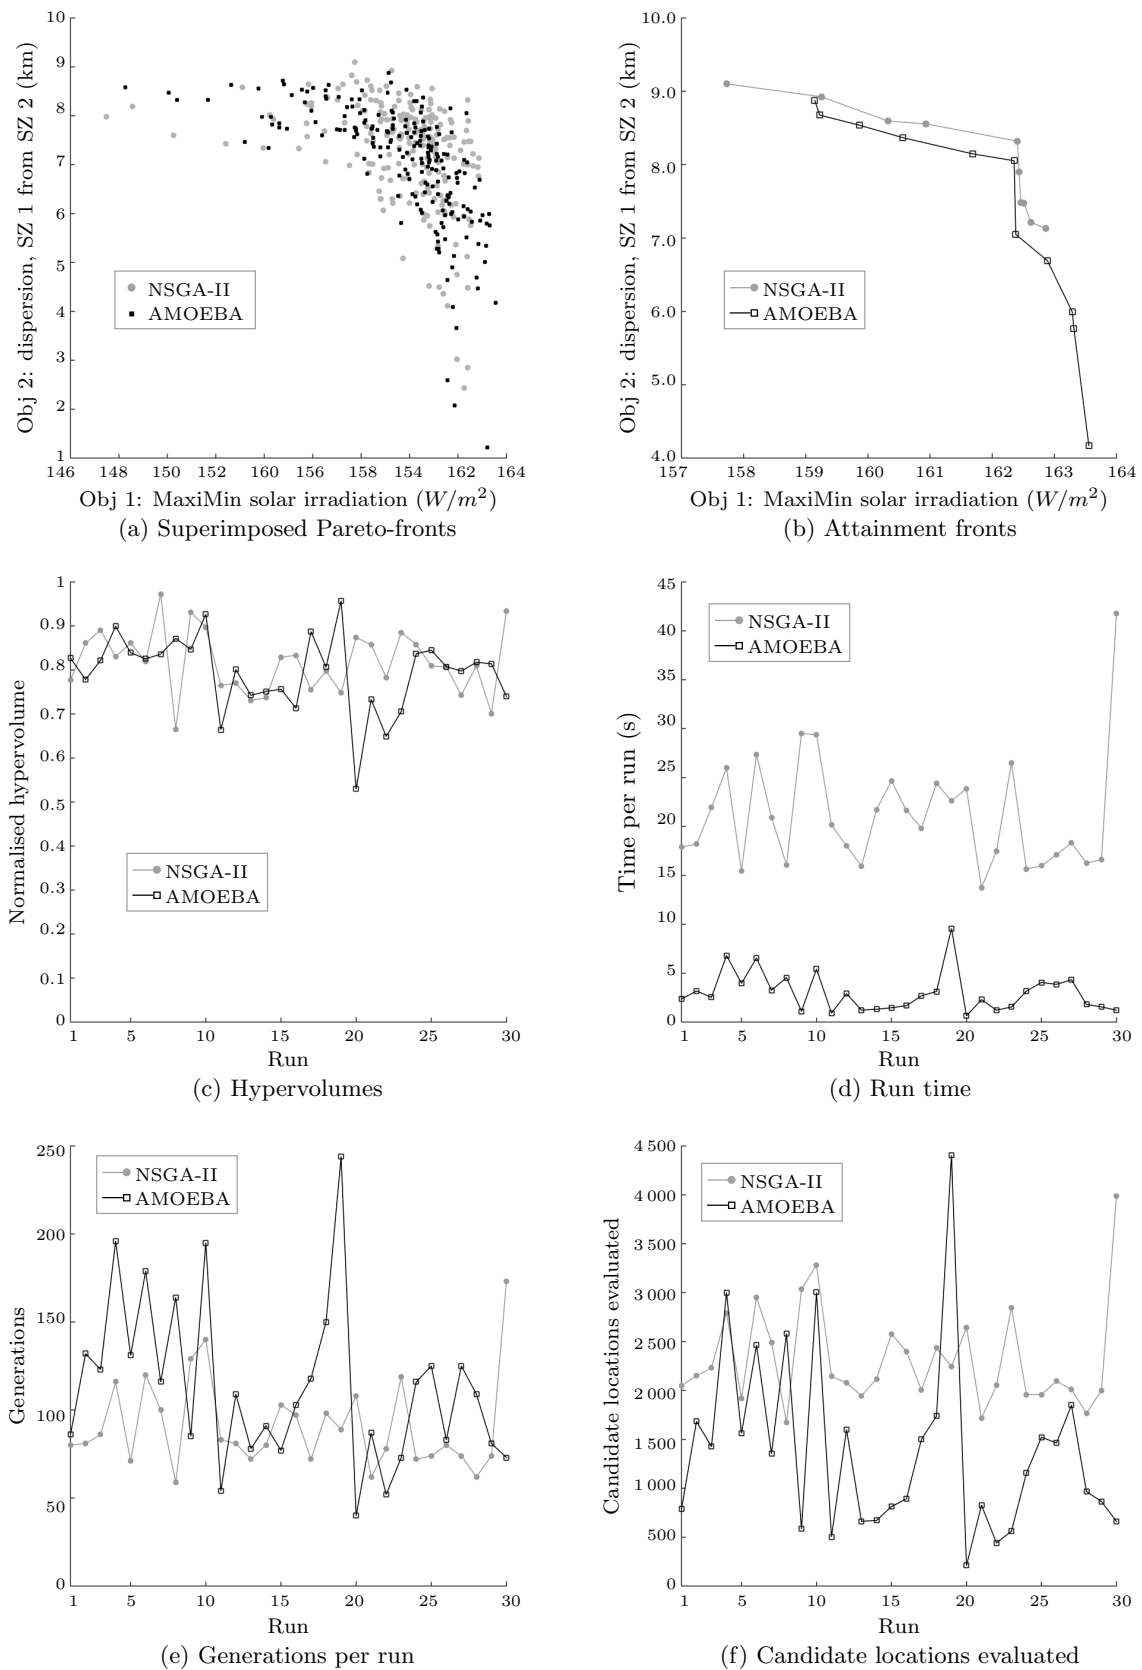 10
9
8
7
6
5
4
3
2
1
Obj 2: dispersion, SZ 1 from SZ 2 (km)
NSGA-II
AMOEBA
146 148 150 152 160 156 158 154 162 164
Obj 1: MaxiMin solar irradiation (W/m²)
(a) Superimposed Pareto-fronts
10.0
9.0
8.0
7.0
6.0
5.0
4.0
Obj 2: dispersion, SZ 1 from SZ 2 (km)
NSGA-II
AMOEBA
157 158 159 160 161 162 163 164
Obj 1: MaxiMin solar irradiation (W/m²)
(b) Attainment fronts
1
0.9
0.8
0.7
0.6
0.5
0.4
0.3
0.2
0.1
0
Normalised hypervolume
NSGA-II
AMOEBA
1 5 10 15 20 25 30
Run
(c) Hypervolumes
45
40
35
30
25
20
15
10
5
0
Time per run (s)
NSGA-II
AMOEBA
1 5 10 15 20 25 30
Run
(d) Run time
250
200
150
100
50
0
Generations
NSGA-II
AMOEBA
1 5 10 15 20 25 30
Run
(e) Generations per run
4 500
4 000
3 500
3 000
2 500
2 000
1 500
1 000
500
0
Candidate locations evaluated
NSGA-II
AMOEBA
1 5 10 15 20 25 30
Run
(f) Candidate locations evaluated